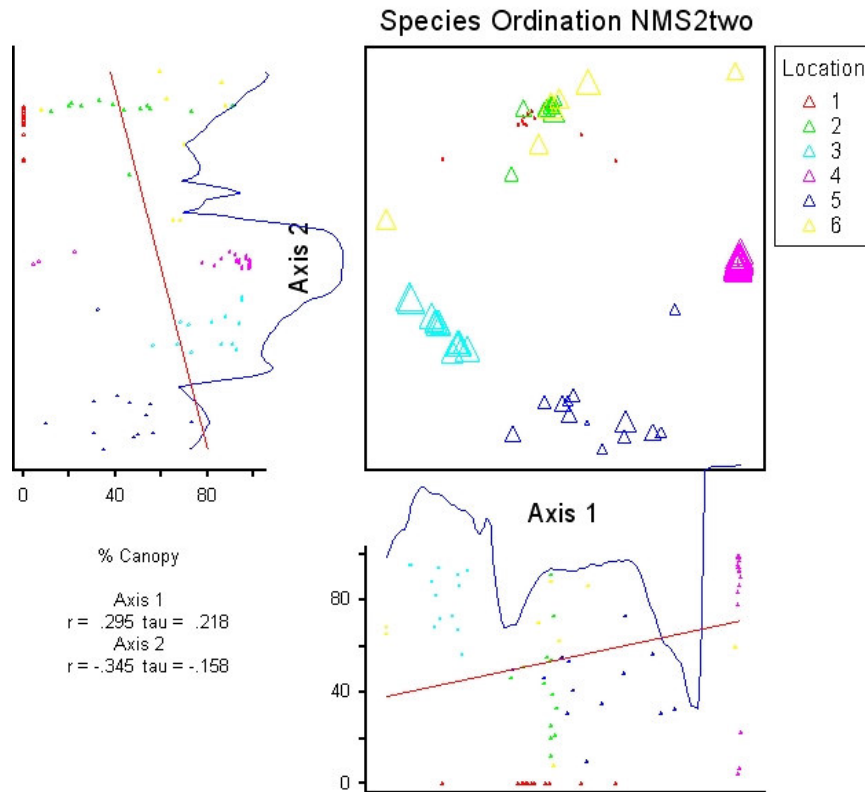 Species Ordination NMS2two
Location
1
2
3
4
5
6
Axis 2
0
40
80
Axis 1
% Canopy
Axis 1
r = .295 tau = .218
Axis 2
r = -.345 tau = -.158
80
40
0